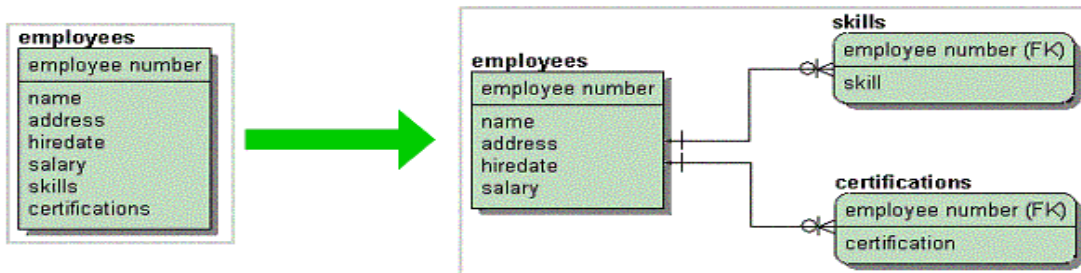 employees
employee number
name
address
hiredate
salary
skills
certifications
employees
employee number
name
address
hiredate
salary
skills
employee number (FK)
skill
certifications
employee number (FK)
certification